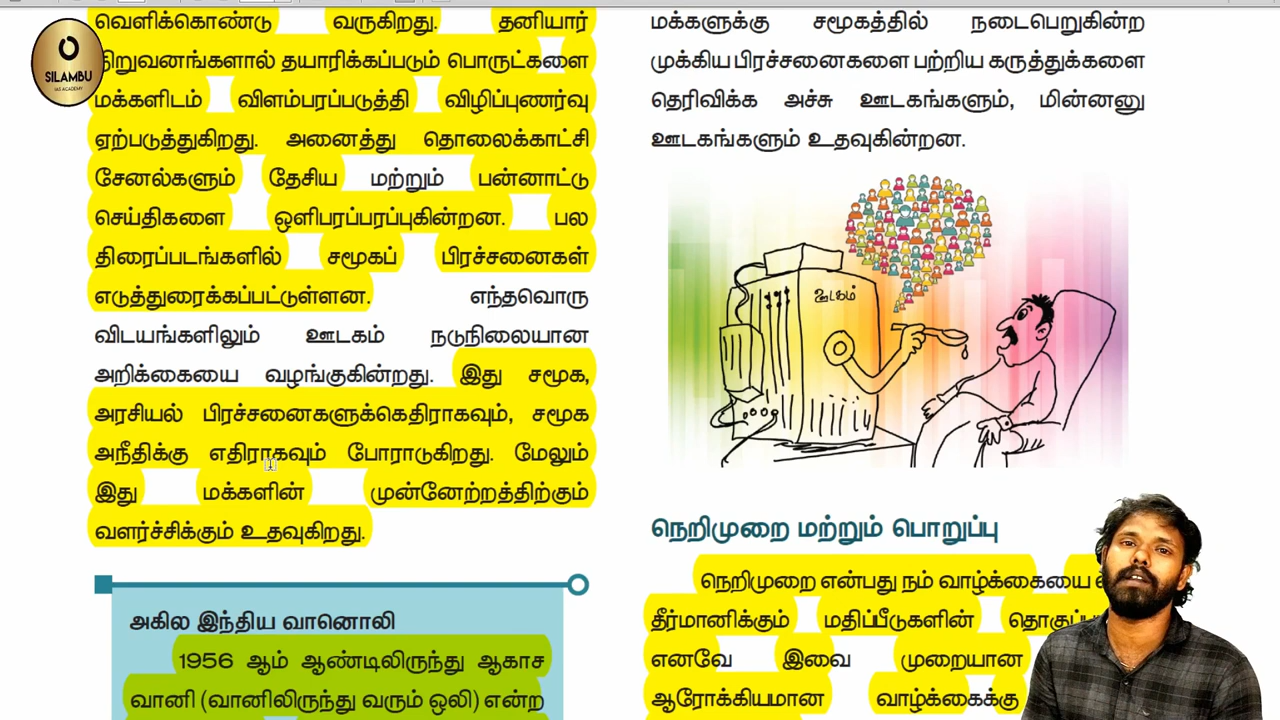 SILAMBU
IAS ACADEMY
வெளிக்கொண்டு வருகிறது. தனியார்
நிறுவனங்களால் தயாரிக்கப்படும் பொருட்களை
மக்களிடம் விளம்பரப்படுத்தி விழிப்புணர்வு
ஏற்படுத்துகிறது. அனைத்து தொலைக்காட்சி
சேனல்களும் தேசிய மற்றும் பன்னாட்டு
செய்திகளை ஒளிபரப்பரப்புகின்றன. பல
திரைப்படங்களில் சமூகப் பிரச்சனைகள்
எடுத்துரைக்கப்பட்டுள்ளன. எந்தவொரு
விடயங்களிலும் ஊடகம் நடுநிலையான
அறிக்கையை வழங்குகின்றது. இது சமூக,
அரசியல் பிரச்சனைகளுக்கெதிராகவும், சமூக
அநீதிக்கு எதிராகவும் போராடுகிறது. மேலும்
இது மக்களின் முன்னேற்றத்திற்கும்
வளர்ச்சிக்கும் உதவுகிறது.
அகில இந்திய வானொலி
1956 ஆம் ஆண்டிலிருந்து ஆகாச
வானி (வானிலிருந்து வரும் ஒலி) என்ற
மக்களுக்கு சமூகத்தில் நடைபெறுகின்ற
முக்கிய பிரச்சனைகளை பற்றிய கருத்துக்களை
தெரிவிக்க அச்சு ஊடகங்களும், மின்னனு
ஊடகங்களும் உதவுகின்றன.
ஊடகம்
நெறிமுறை மற்றும் பொறுப்பு
நெறிமுறை என்பது நம் வாழ்க்கையை
தீர்மானிக்கும் மதிப்பீடுகளின்
எனவே இவை முறையான
ஆரோக்கியமான வாழ்க்கைக்கு